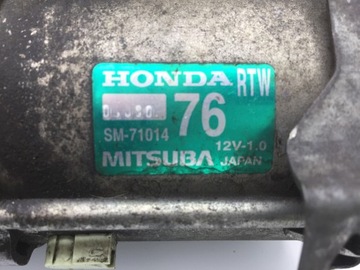 HONDA RTW
76
SM-71014
12V-1.0
MITSUBA JAPAN